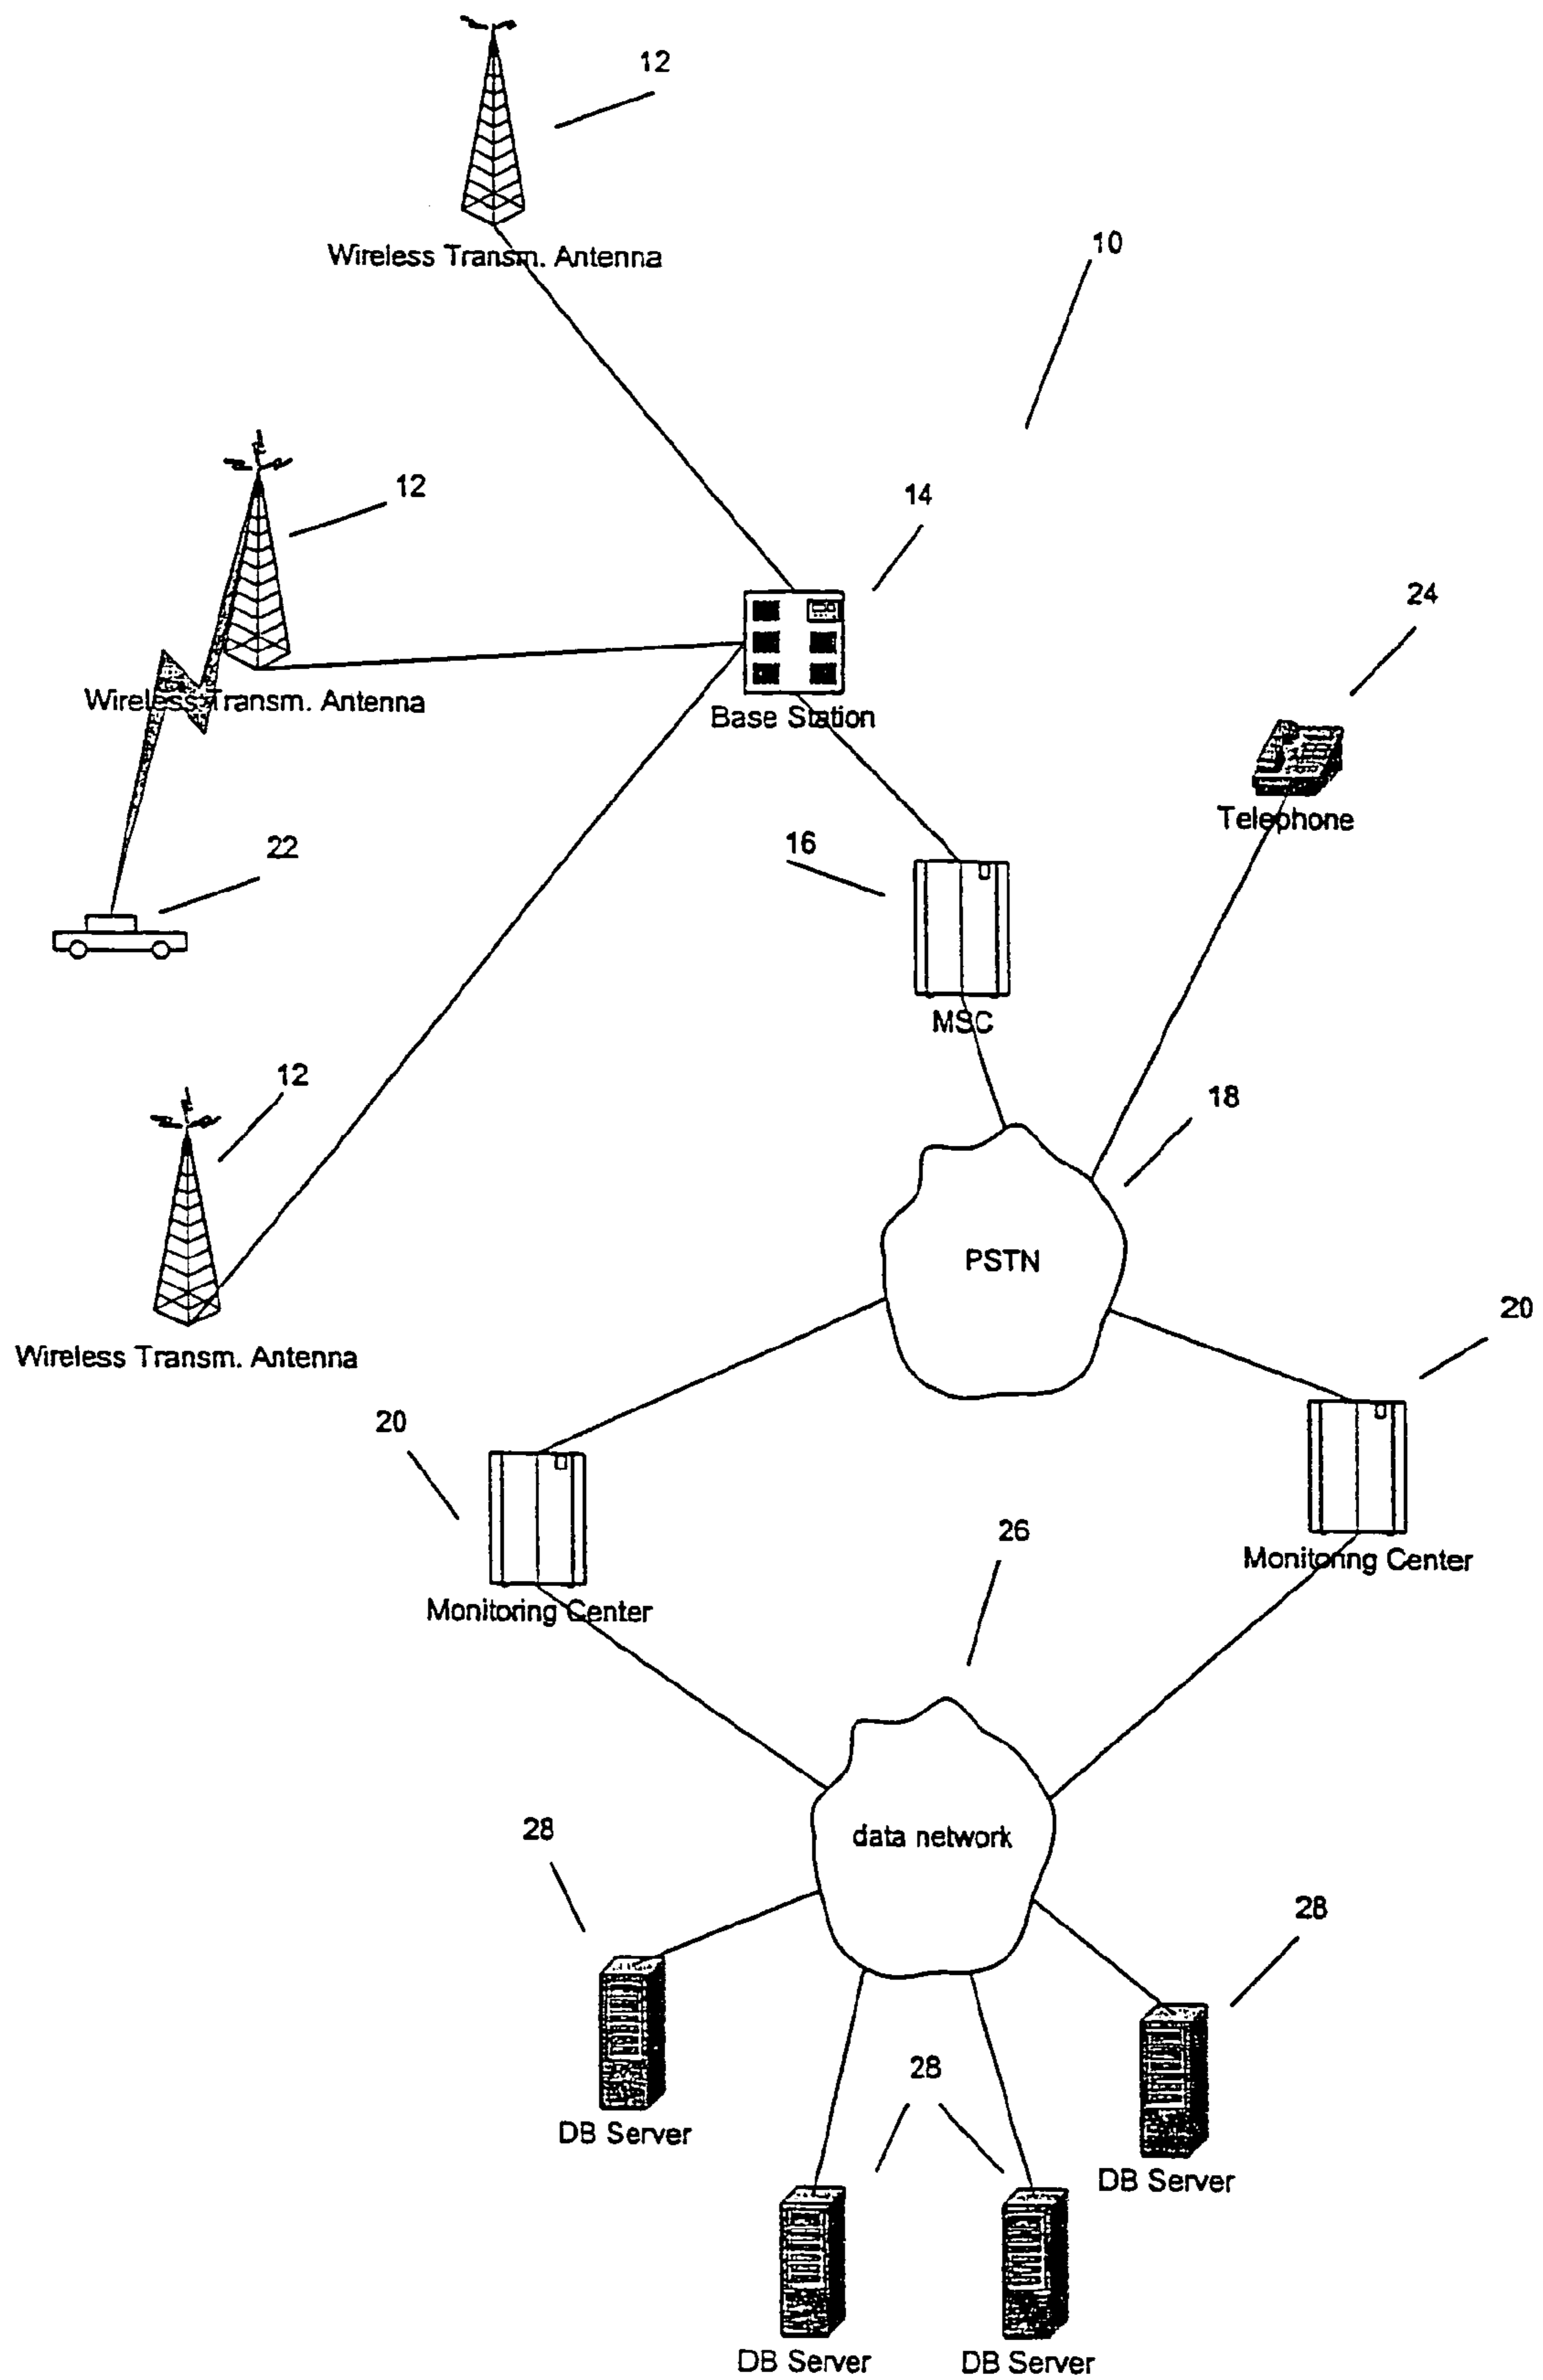 12
Wireless Transm. Antenna
10
12
14
Wireless Transm. Antenna
Base Station
24
Telephone
22
16
MSC
12
18
PSTN
Wireless Transm. Antenna
20
20
Monitoring Center
26
Monitoring Center
data network
28
28
DB Server
28
DB Server
DB Server
DB Server